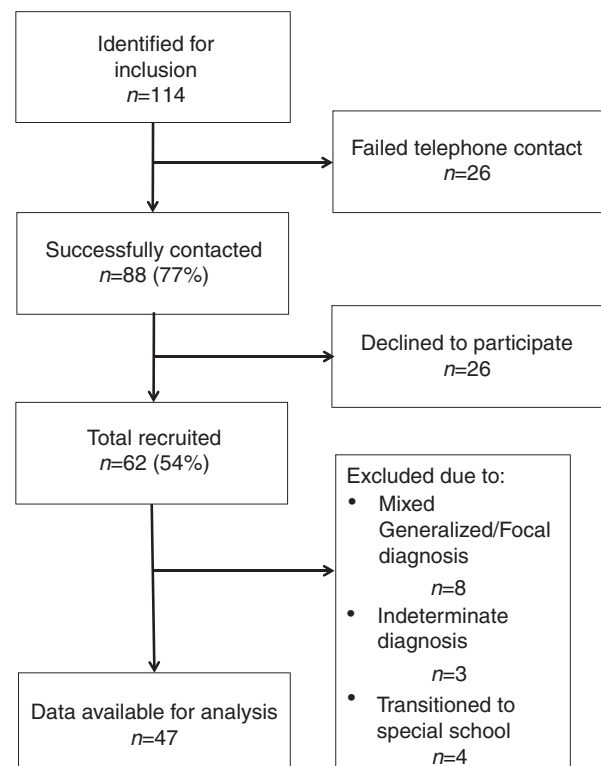 Identified for
inclusion
n=114
Failed telephone contact
n=26
Successfully contacted
n=88 (77%)
Declined to participate
n=26
Total recruited
n=62 (54%)
Excluded due to:
• Mixed
Generalized/Focal
diagnosis
n=8
• Indeterminate
diagnosis
n=3
• Transitioned to
special school
n=4
Data available for analysis
n=47